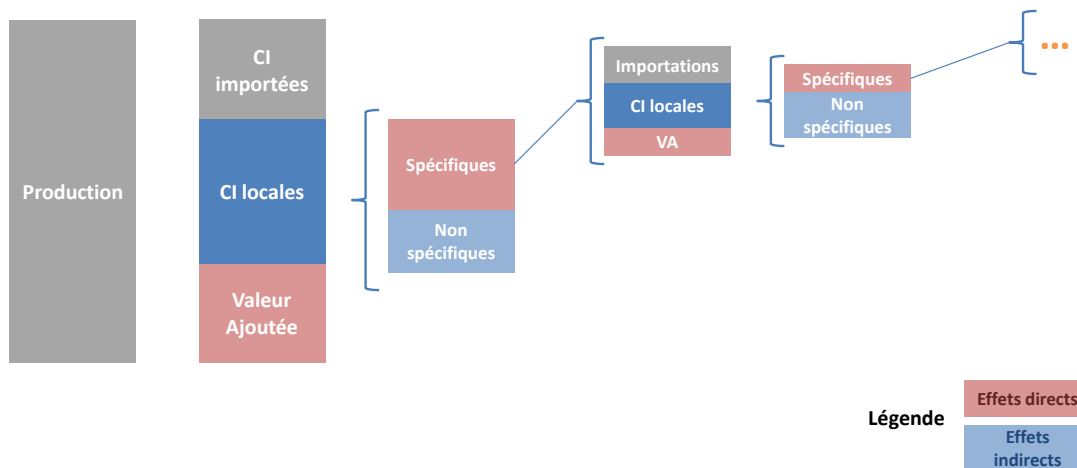 Production
CI
importées
CI locales
Valeur
Ajoutée
Spécifiques
Non
spécifiques
Importations
CI locales
VA
Spécifiques
Non
spécifiques
...
Légende
Effets directs
Effets
indirects